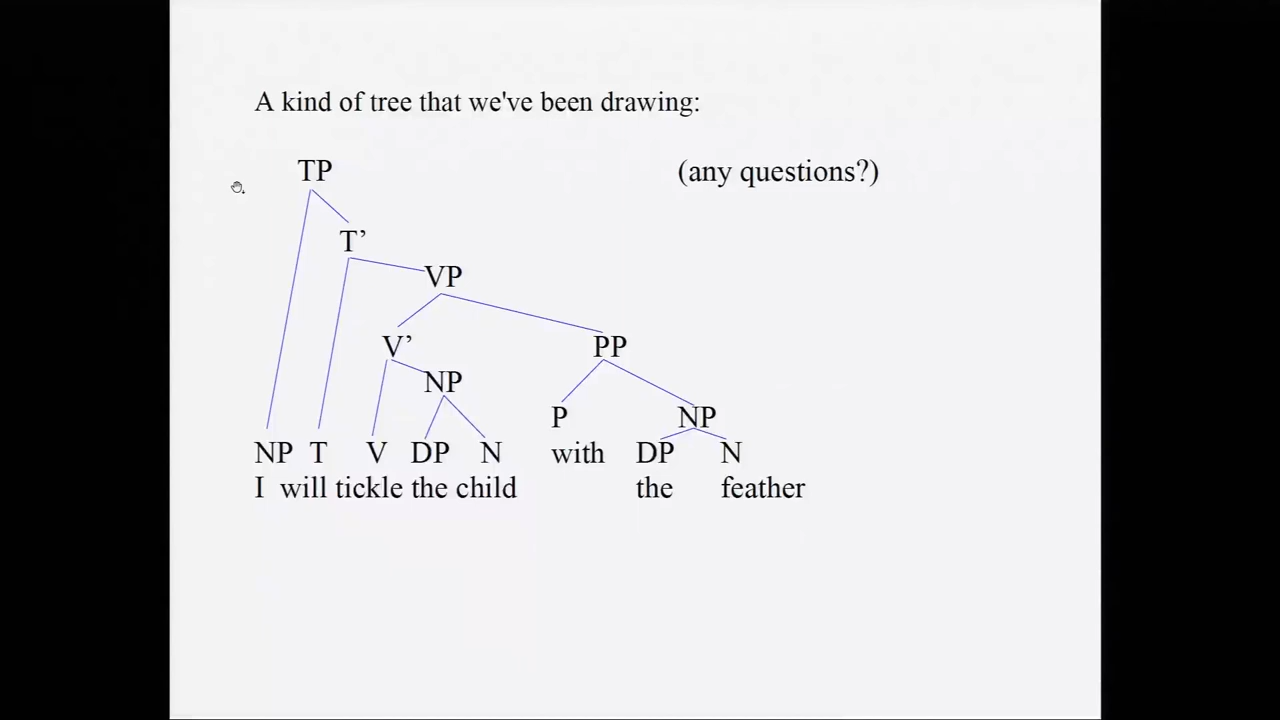 A kind of tree that we've been drawing:
TP (any questions?)
T’
VP
V’ PP
NP
P NP
NP T V DP N with DP N
I will tickle the child the feather